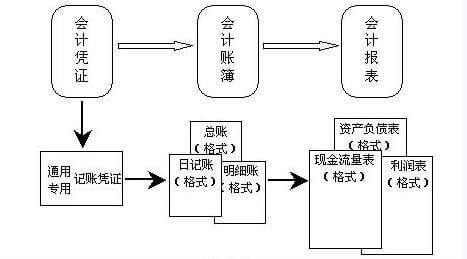 会计凭证
会计账簿
会计报表
通用
专用
记账凭证
总账
（格式）
日记账
（格式）
明细账
（格式）
资产负债表
（格式）
现金流量表
（格式）
利润表
（格式）